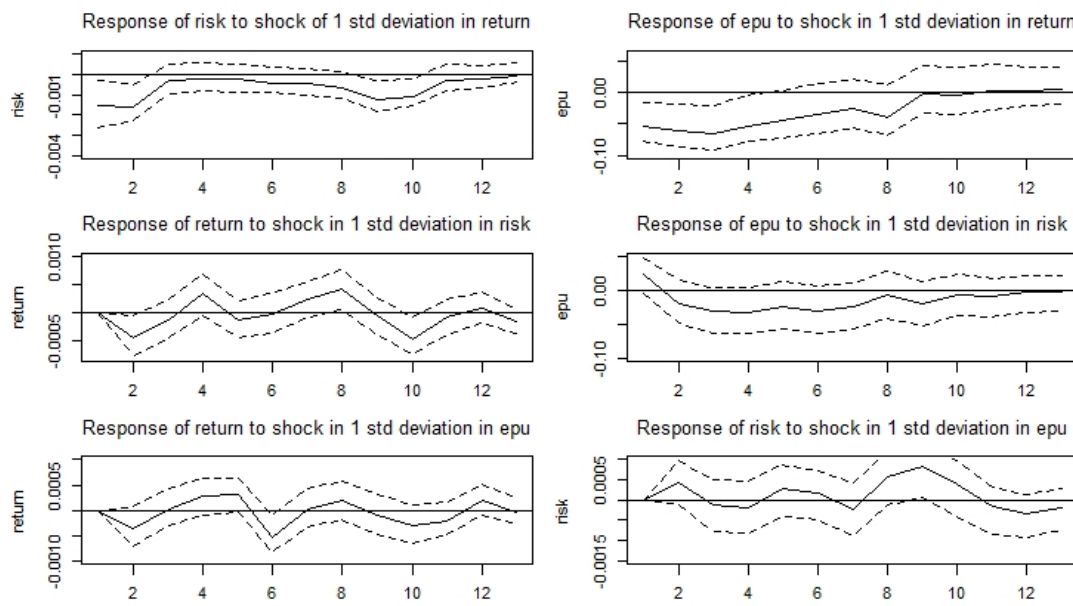 Response of risk to shock of 1 std deviation in return
risk
-0.001
-0.004
2 4 6 8 10 12
Response of epu to shock in 1 std deviation in return
epu
0.00
-0.10
2 4 6 8 10 12
Response of return to shock in 1 std deviation in risk
return
0.0010
-0.0005
2 4 6 8 10 12
Response of epu to shock in 1 std deviation in risk
epu
0.00
-0.10
2 4 6 8 10 12
Response of return to shock in 1 std deviation in epu
return
0.0005
-0.0010
2 4 6 8 10 12
Response of risk to shock in 1 std deviation in epu
risk
0.0005
-0.0015
2 4 6 8 10 12